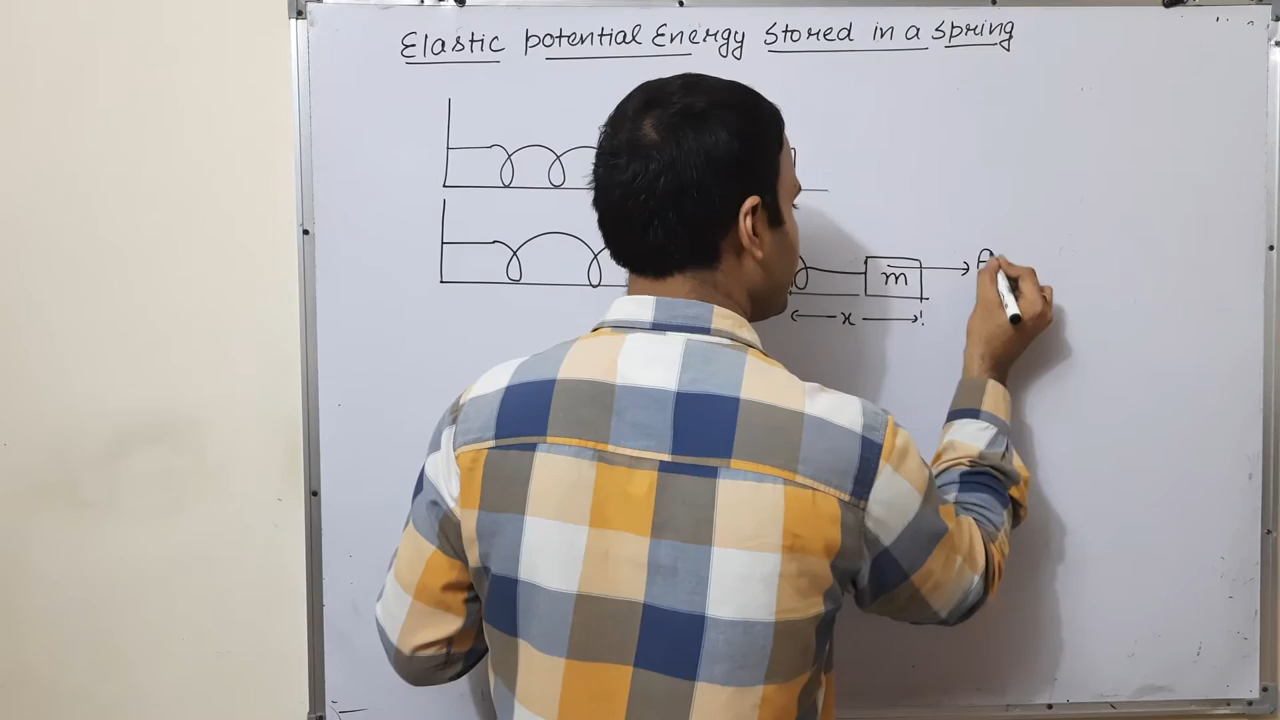 Elastic potential Energy Stored in a Spring
m
F
x